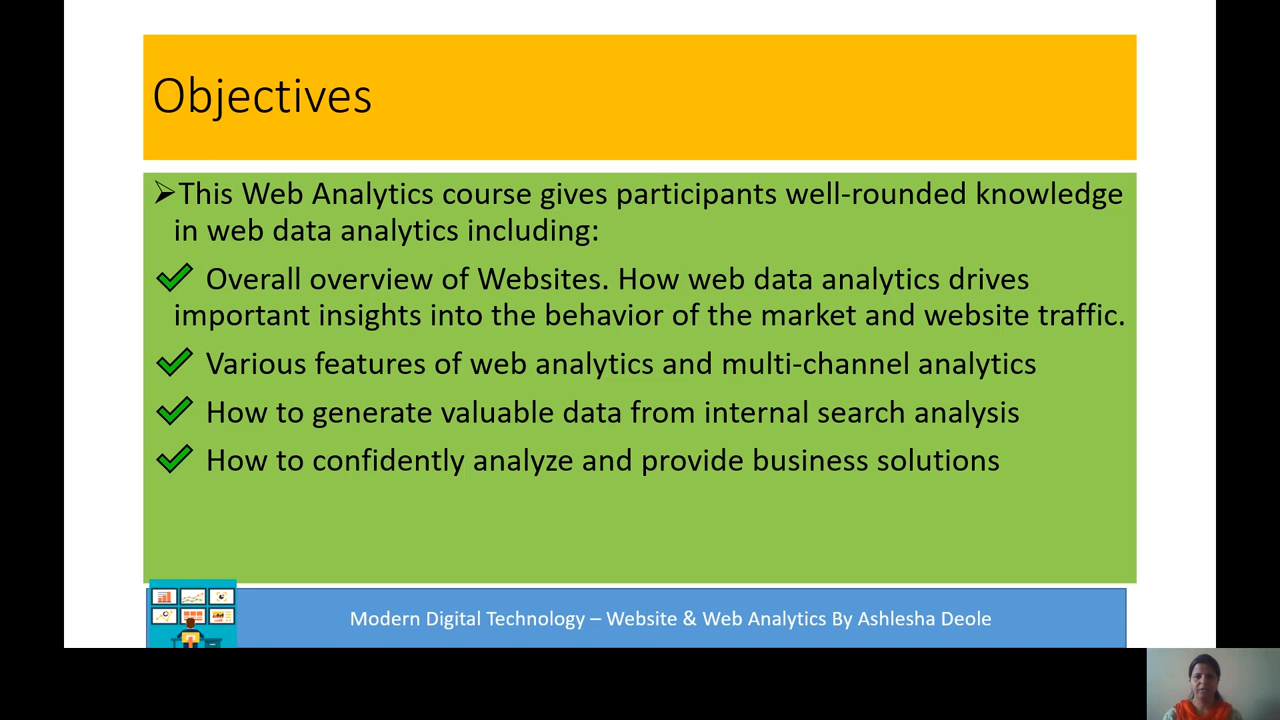 Objectives
This Web Analytics course gives participants well-rounded knowledge
in web data analytics including:
Overall overview of Websites. How web data analytics drives
important insights into the behavior of the market and website traffic.
Various features of web analytics and multi-channel analytics
How to generate valuable data from internal search analysis
How to confidently analyze and provide business solutions
Modern Digital Technology – Website & Web Analytics By Ashlesha Deole